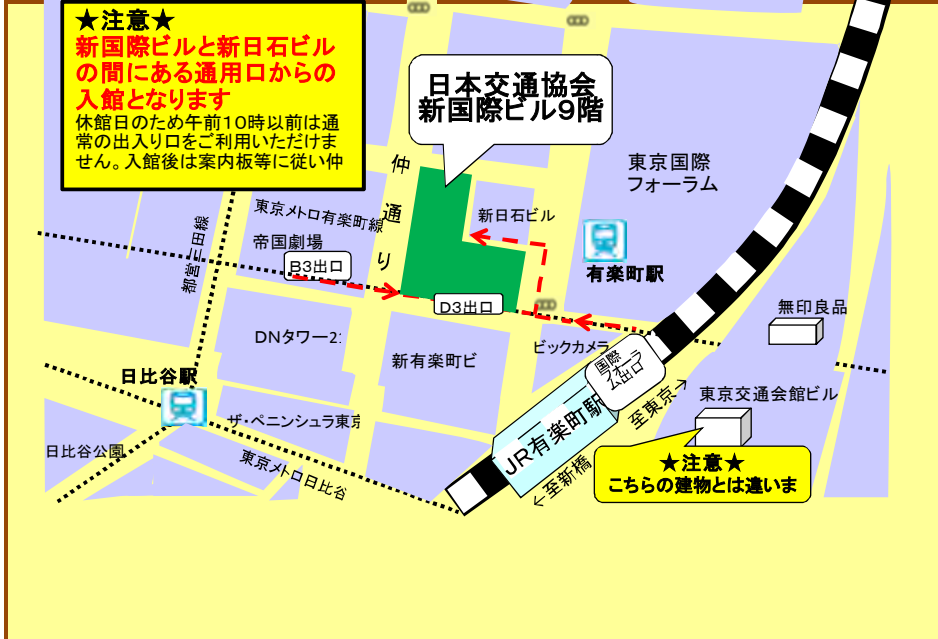 ★注意★
新国際ビルと新日石ビル
の間にある通用口からの
入館となります
休館日のため午前10時以前は通
常の出入り口をご利用いただけま
せん。入館後は案内板等に従い仲
日本交通協会
新国際ビル9階
東京国際
フォーラム
仲通り
東京メトロ有楽町線
新日石ビル
都営三田線
帝国劇場
B3出口
有楽町駅
D3出口
無印良品
DNタワー21
ビックカメラ
新有楽町ビ
国際
フォーラ
ム出口
日比谷駅
東京交通会館ビル
至東京→
JR有楽町駅
ザ・ペニンシュラ東京
日比谷公園
東京メトロ日比谷
←至新橋
★注意★
こちらの建物とは違いま